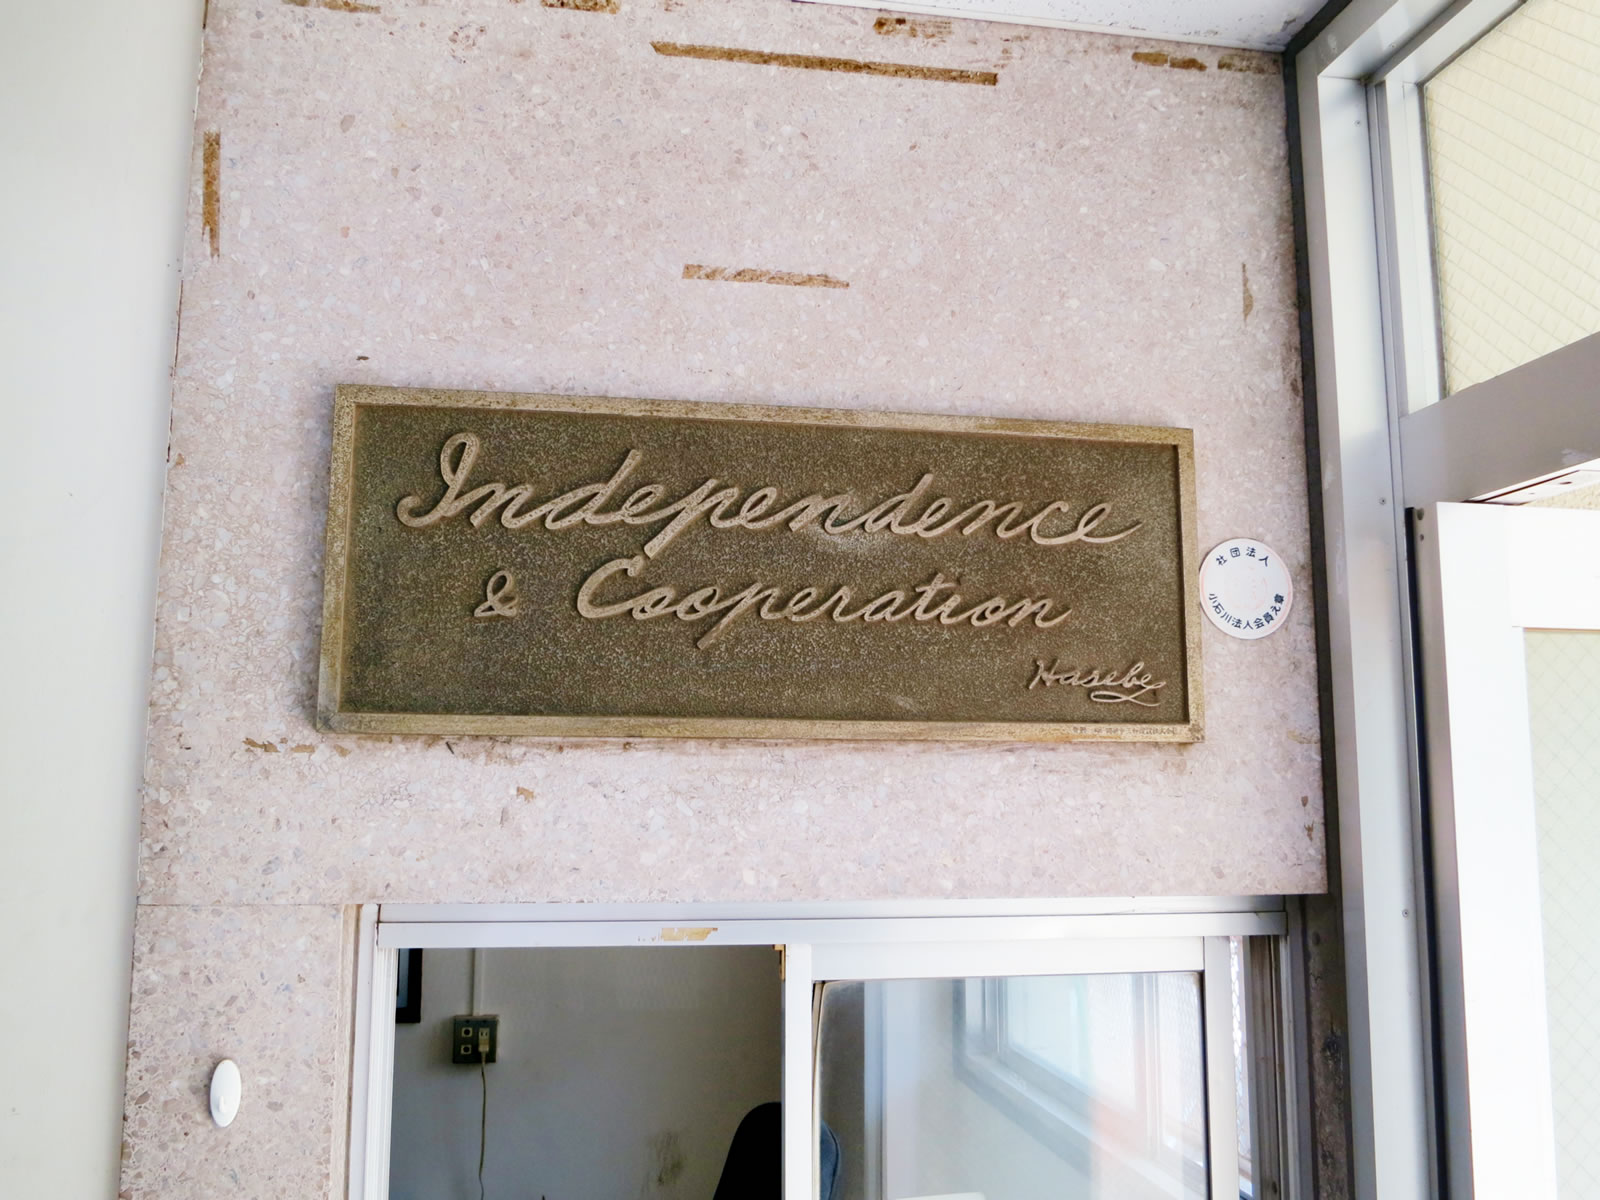 Independence
& Cooperation
Hasebe
社団法人
小石川法人会員之章